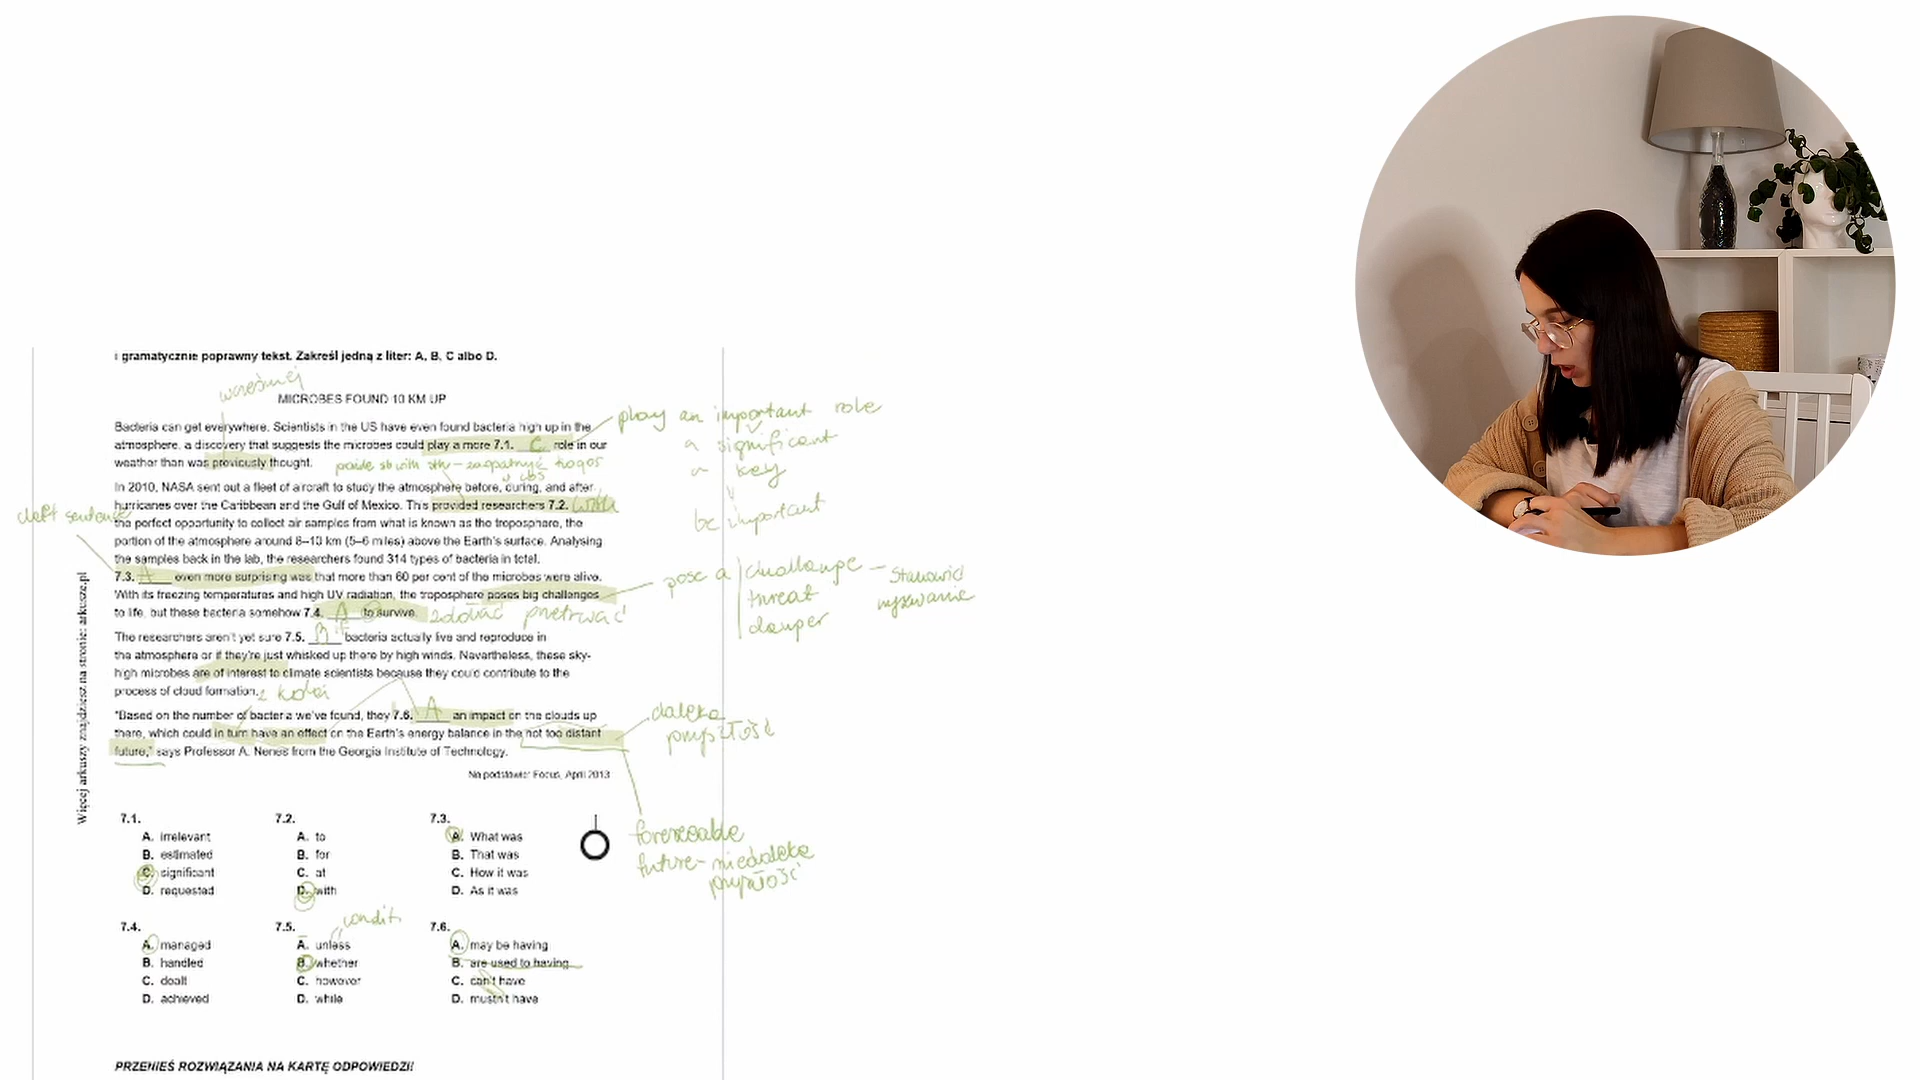 i gramatycznie poprawny tekst. Zakreśl jedną z liter: A, B, C albo D.
wcześniej
MICROBES FOUND 10 KM UP
Bacteria can get everywhere. Scientists in the US have even found bacteria high up in the
atmosphere, a discovery that suggests the microbes could play a more 7.1. C role in our
weather than was previously thought.
play an important role
a significant
a key
be important
In 2010, NASA sent out a fleet of aircraft to study the atmosphere before, during, and after
hurricanes over the Caribbean and the Gulf of Mexico. This provided researchers 7.2. with
the perfect opportunity to collect air samples from what is known as the troposphere, the
portion of the atmosphere around 8–13 km (5–6 miles) above the Earth's surface. Analysing
the samples back in the lab, the researchers found 314 types of bacteria in total.
cleft sentence
7.3. A even more surprising was that more than 60 per cent of the microbes were alive.
With its freezing temperatures and high UV radiation, the troposphere poses big challenges
to life, but these bacteria somehow 7.4. A to survive.
zdołać przetrwać
pose a challenge – stanowić wyzwanie
threat
danger
The researchers aren't yet sure 7.5. B bacteria actually live and reproduce in
the atmosphere or if they're just whisked up there by high winds. Nevertheless, these sky-
high microbes are of interest to climate scientists because they could contribute to the
process of cloud formation.
z kolei
"Based on the number of bacteria we've found, they 7.6. A an impact on the clouds up
there, which could in turn have an effect on the Earth's energy balance in the not too distant
future," says Professor A. Nenes from the Georgia Institute of Technology.
daleka
przyszłość
Na podstawie: Focus, April 2013
foreseeable
future – niedaleka
przyszłość
Więcej arkuszy znajdziesz na stronie: arkusze.pl
7.1.
A. irrelevant
B. estimated
C. significant
D. requested
7.2.
A. to
B. for
C. at
D. with
7.3.
A. What was
B. That was
C. How it was
D. As it was
7.4.
A. managed
B. handled
C. dealt
D. achieved
7.5.
condit.
A. unless
B. whether
C. however
D. while
7.6.
A. may be having
B. are used to having
C. can't have
D. mustn't have
PRZENIEŚ ROZWIĄZANIA NA KARTĘ ODPOWIEDZI!